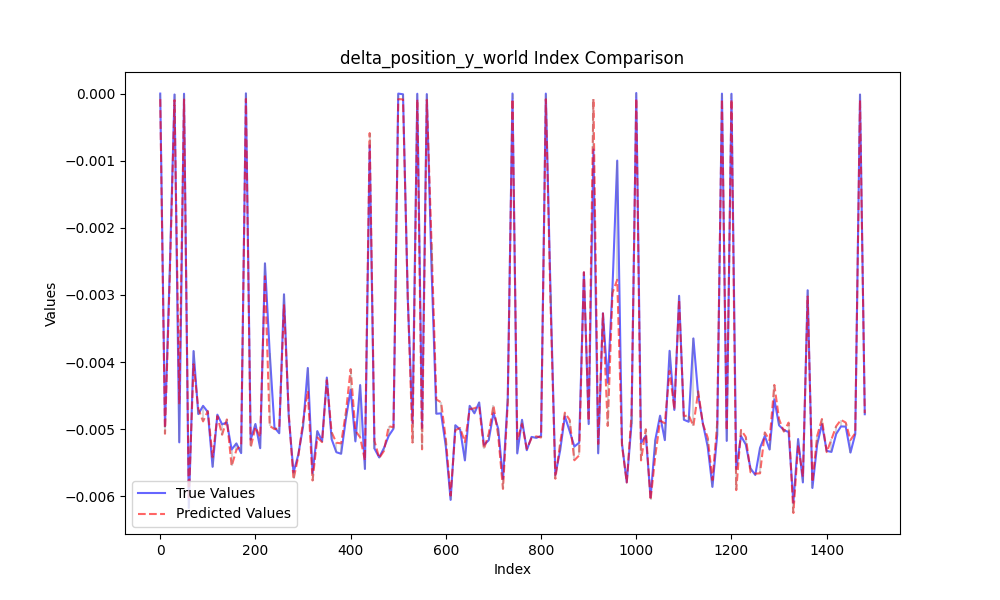 delta_position_y_world Index Comparison
0.000
−0.001
−0.002
−0.003
−0.004
−0.005
−0.006
Values
True Values
Predicted Values
0 200 400 600 800 1000 1200 1400
Index